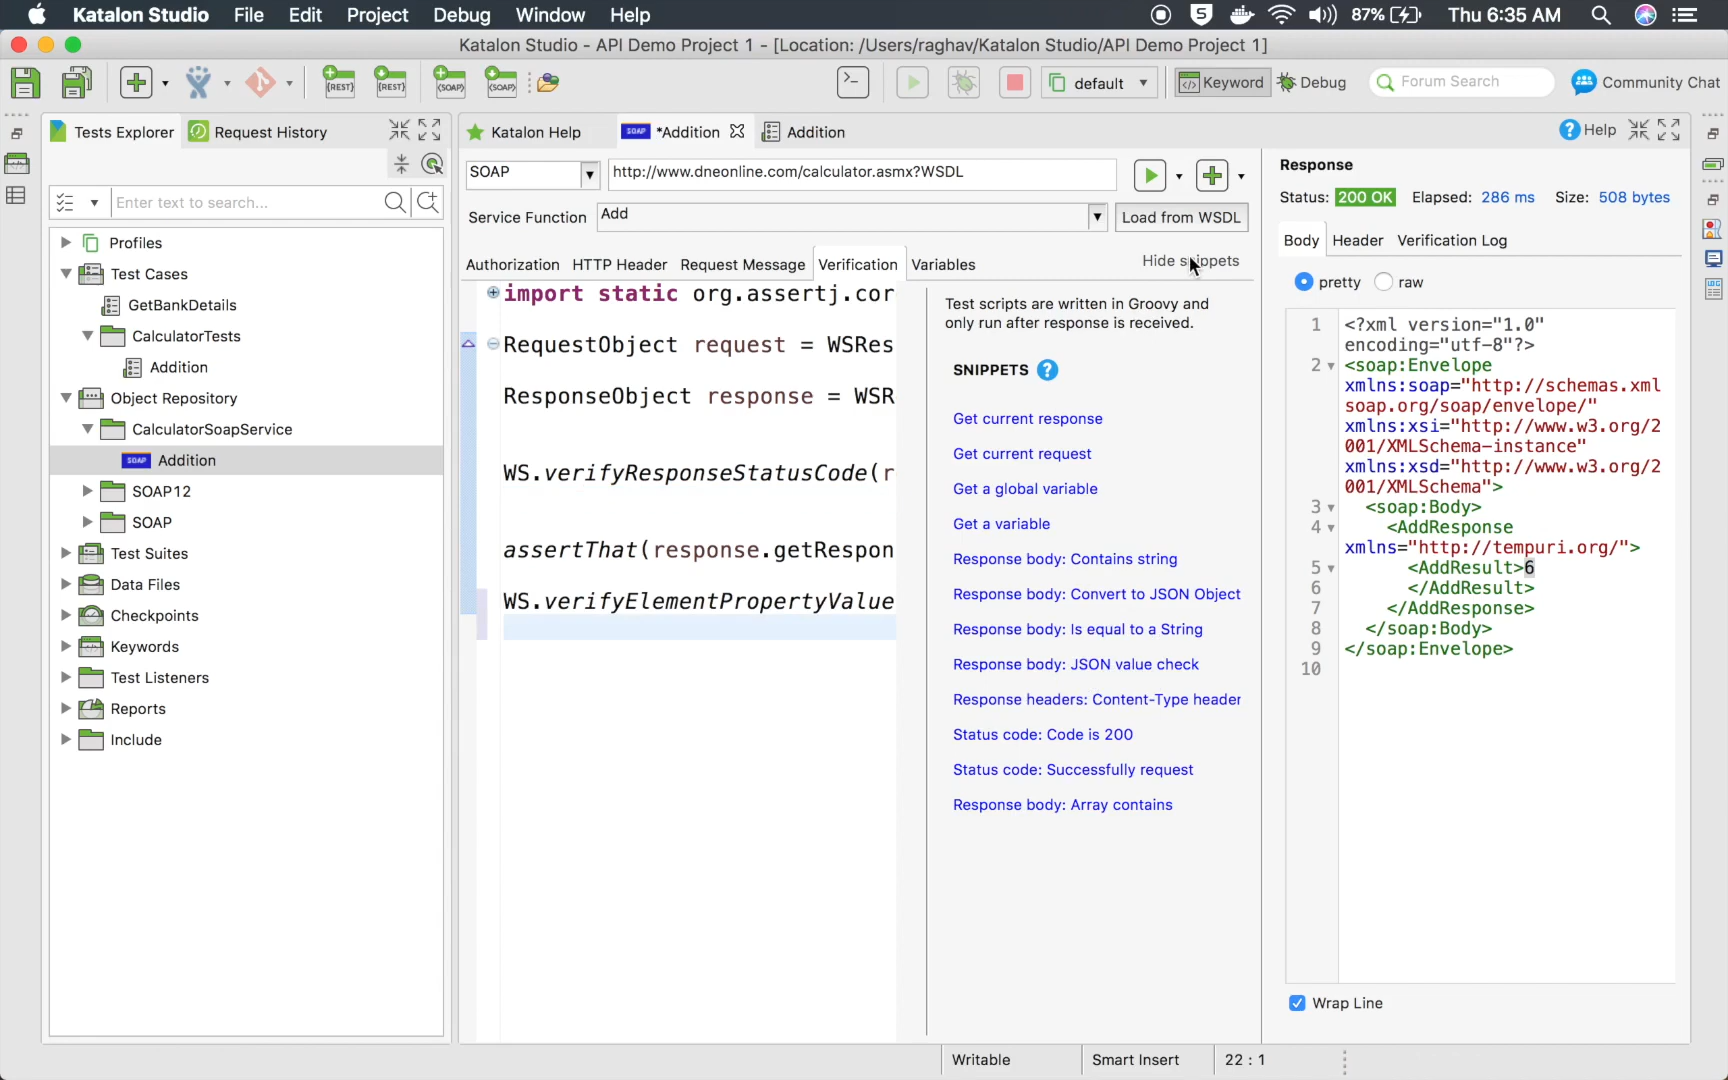 Katalon Studio File Edit Project Debug Window Help 87% Thu 6:35 AM
Katalon Studio - API Demo Project 1 - [Location: /Users/raghav/Katalon Studio/API Demo Project 1]
{REST} {REST} {SOAP} {SOAP} default Keyword Debug Forum Search Community Chat
Tests Explorer Request History
Enter text to search...
Profiles
Test Cases
GetBankDetails
CalculatorTests
Addition
Object Repository
CalculatorSoapService
SOAP Addition
SOAP12
SOAP
Test Suites
Data Files
Checkpoints
Keywords
Test Listeners
Reports
Include
Katalon Help SOAP *Addition Addition Help
SOAP http://www.dneonline.com/calculator.asmx?WSDL
Service Function Add Load from WSDL
Authorization HTTP Header Request Message Verification Variables Hide snippets
import static org.assertj.cor
RequestObject request = WSRes
ResponseObject response = WSR
WS.verifyResponseStatusCode(r
assertThat(response.getRespon
WS.verifyElementPropertyValue
Test scripts are written in Groovy and
only run after response is received.
SNIPPETS ?
Get current response
Get current request
Get a global variable
Get a variable
Response body: Contains string
Response body: Convert to JSON Object
Response body: Is equal to a String
Response body: JSON value check
Response headers: Content-Type header
Status code: Code is 200
Status code: Successfully request
Response body: Array contains
Response
Status: 200 OK Elapsed: 286 ms Size: 508 bytes
Body Header Verification Log
pretty raw
1 <?xml version="1.0"
encoding="utf-8"?>
2 <soap:Envelope
xmlns:soap="http://schemas.xml
soap.org/soap/envelope/"
xmlns:xsi="http://www.w3.org/2
001/XMLSchema-instance"
xmlns:xsd="http://www.w3.org/2
001/XMLSchema">
3 <soap:Body>
4 <AddResponse
xmlns="http://tempuri.org/">
5 <AddResult>6
6 </AddResult>
7 </AddResponse>
8 </soap:Body>
9 </soap:Envelope>
10
Wrap Line
Writable Smart Insert 22 : 1